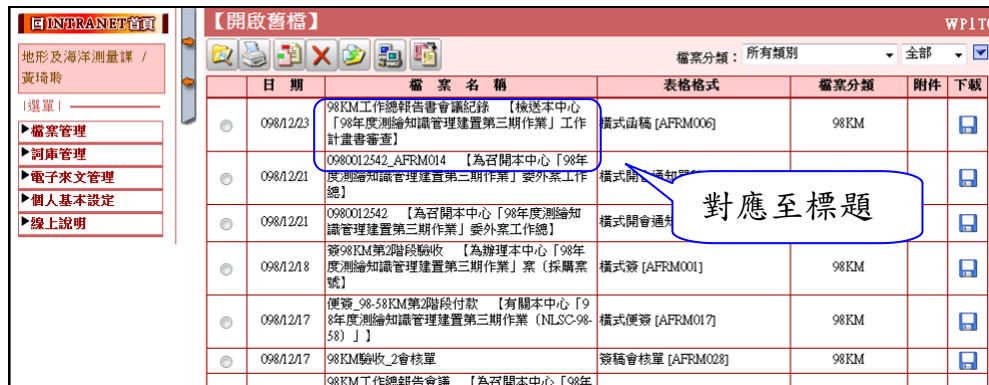 回INTRANET首頁
【開啟舊檔】
地形及海洋測量課 /
黃琦聆
檔案分類：
所有類別
全部
|選單|
檔案管理
詞庫管理
電子來文管理
個人基本設定
線上說明
日 期
檔 案 名 稱
表格格式
檔案分類
附件
下載
098/12/23
98KM工作總報告書會議紀錄 【檢送本中心
「98年度測繪知識管理建置第三期作業」工作
計畫書審查】
橫式函稿 [AFRM006]
98KM
098/12/21
0980012542_AFRM014 【為召開本中心「98年
度測繪知識管理建置第三期作業」委外案工作
總】
橫式開會通知單
098/12/21
0980012542 【為召開本中心「98年度測繪知
識管理建置第三期作業」委外案工作總】
橫式開會通知
對應至標題
098/12/18
簽98KM第2階段驗收 【為辦理本中心「98年
度測繪知識管理建置第三期作業」案（採購案
號】
橫式簽 [AFRM001]
98KM
098/12/17
便簽_98-58KM第2階段付款 【有關本中心「9
8年度測繪知識管理建置第三期作業（NLSC-98-
58）」】
橫式便簽 [AFRM017]
98KM
098/12/17
98KM驗收_2會核單
簽稿會核單 [AFRM028]
98KM
98KM工作總報告會議 【為召開本中心「98年